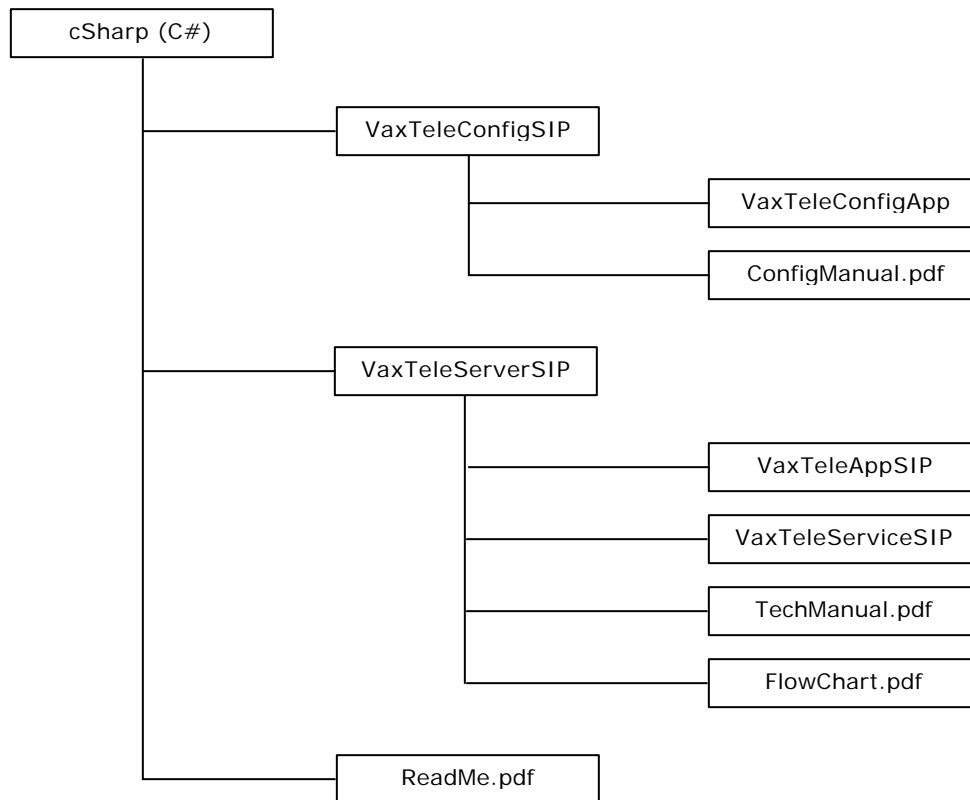 cSharp (C#)
VaxTeleConfigSIP
VaxTeleConfigApp
ConfigManual.pdf
VaxTeleServerSIP
VaxTeleAppSIP
VaxTeleServiceSIP
TechManual.pdf
FlowChart.pdf
ReadMe.pdf